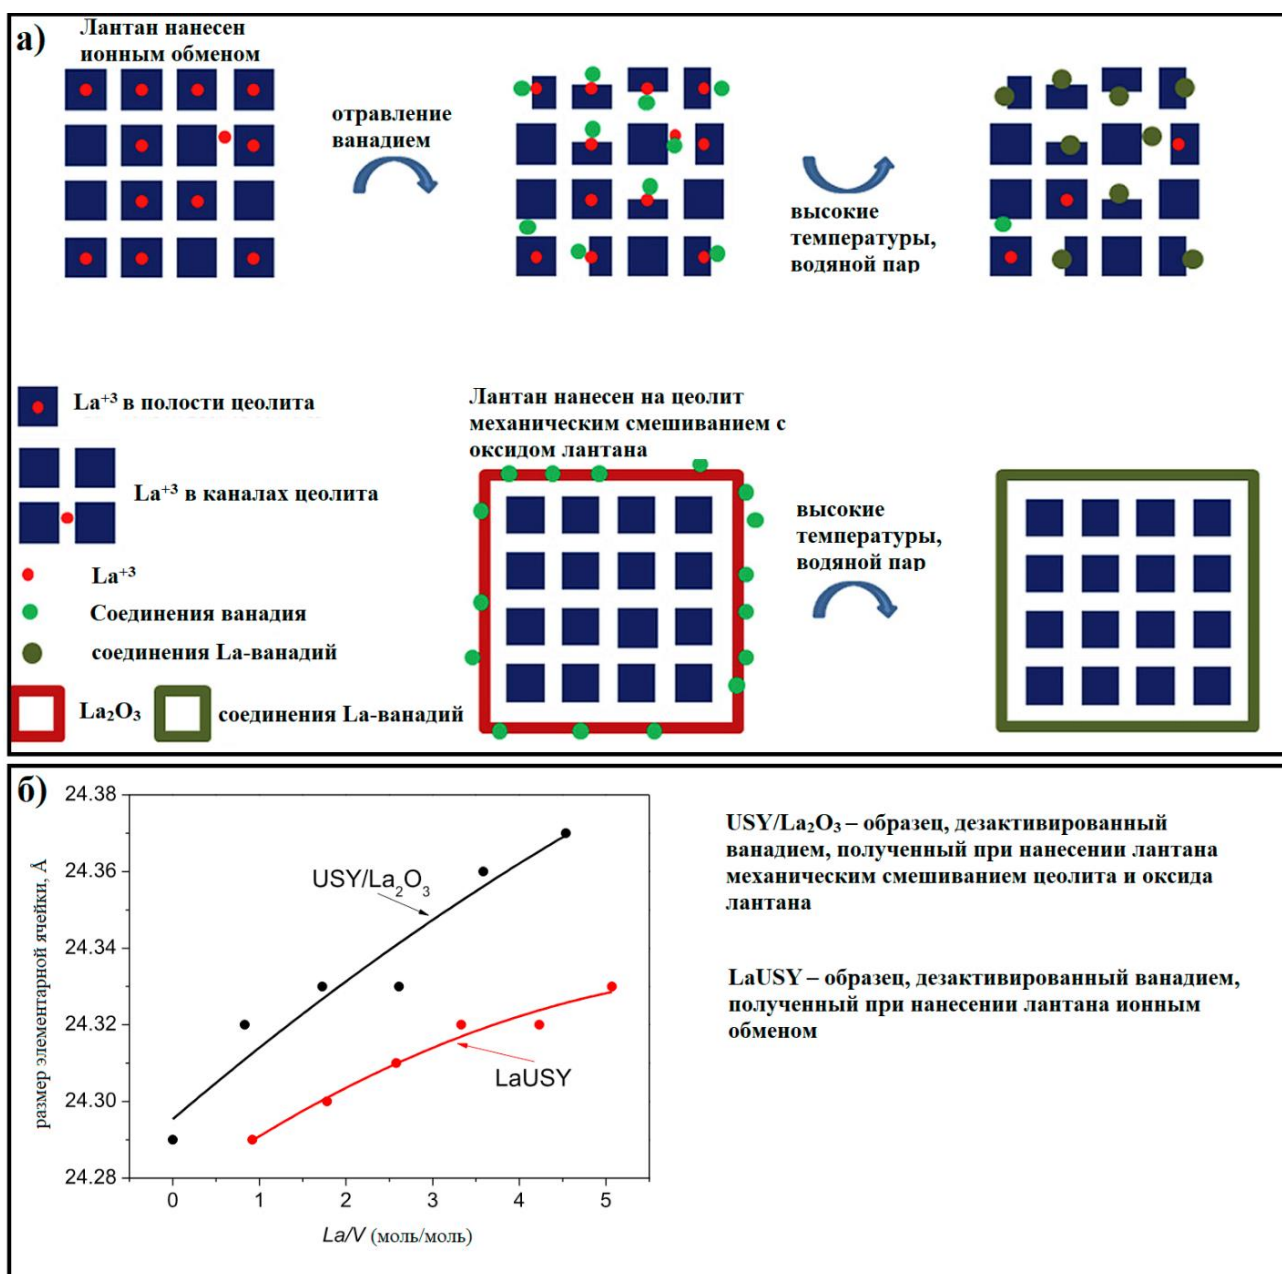 а)
Лантан нанесен
ионным обменом
отравление
ванадием
высокие
температуры,
водяной пар
La⁺³ в полости цеолита
La⁺³ в каналах цеолита
La⁺³
Соединения ванадия
соединения La-ванадий
La₂O₃
соединения La-ванадий
Лантан нанесен на цеолит
механическим смешиванием с
оксидом лантана
высокие
температуры,
водяной пар
б)
24.38
24.36
24.34
24.32
24.30
24.28
размер элементарной ячейки, Å
USY/La₂O₃
LaUSY
0 1 2 3 4 5
La/V (моль/моль)
USY/La₂O₃ – образец, дезактивированный
ванадием, полученный при нанесении лантана
механическим смешиванием цеолита и оксида
лантана
LaUSY – образец, дезактивированный ванадием,
полученный при нанесении лантана ионным
обменом